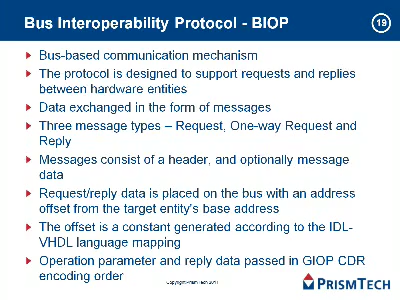 Bus Interoperability Protocol - BIOP
19
Bus-based communication mechanism
The protocol is designed to support requests and replies
between hardware entities
Data exchanged in the form of messages
Three message types – Request, One-way Request and
Reply
Messages consist of a header, and optionally message
data
Request/reply data is placed on the bus with an address
offset from the target entity's base address
The offset is a constant generated according to the IDL-
VHDL language mapping
Operation parameter and reply data passed in GIOP CDR
encoding order
Copyright PrismTech
PRISMTECH